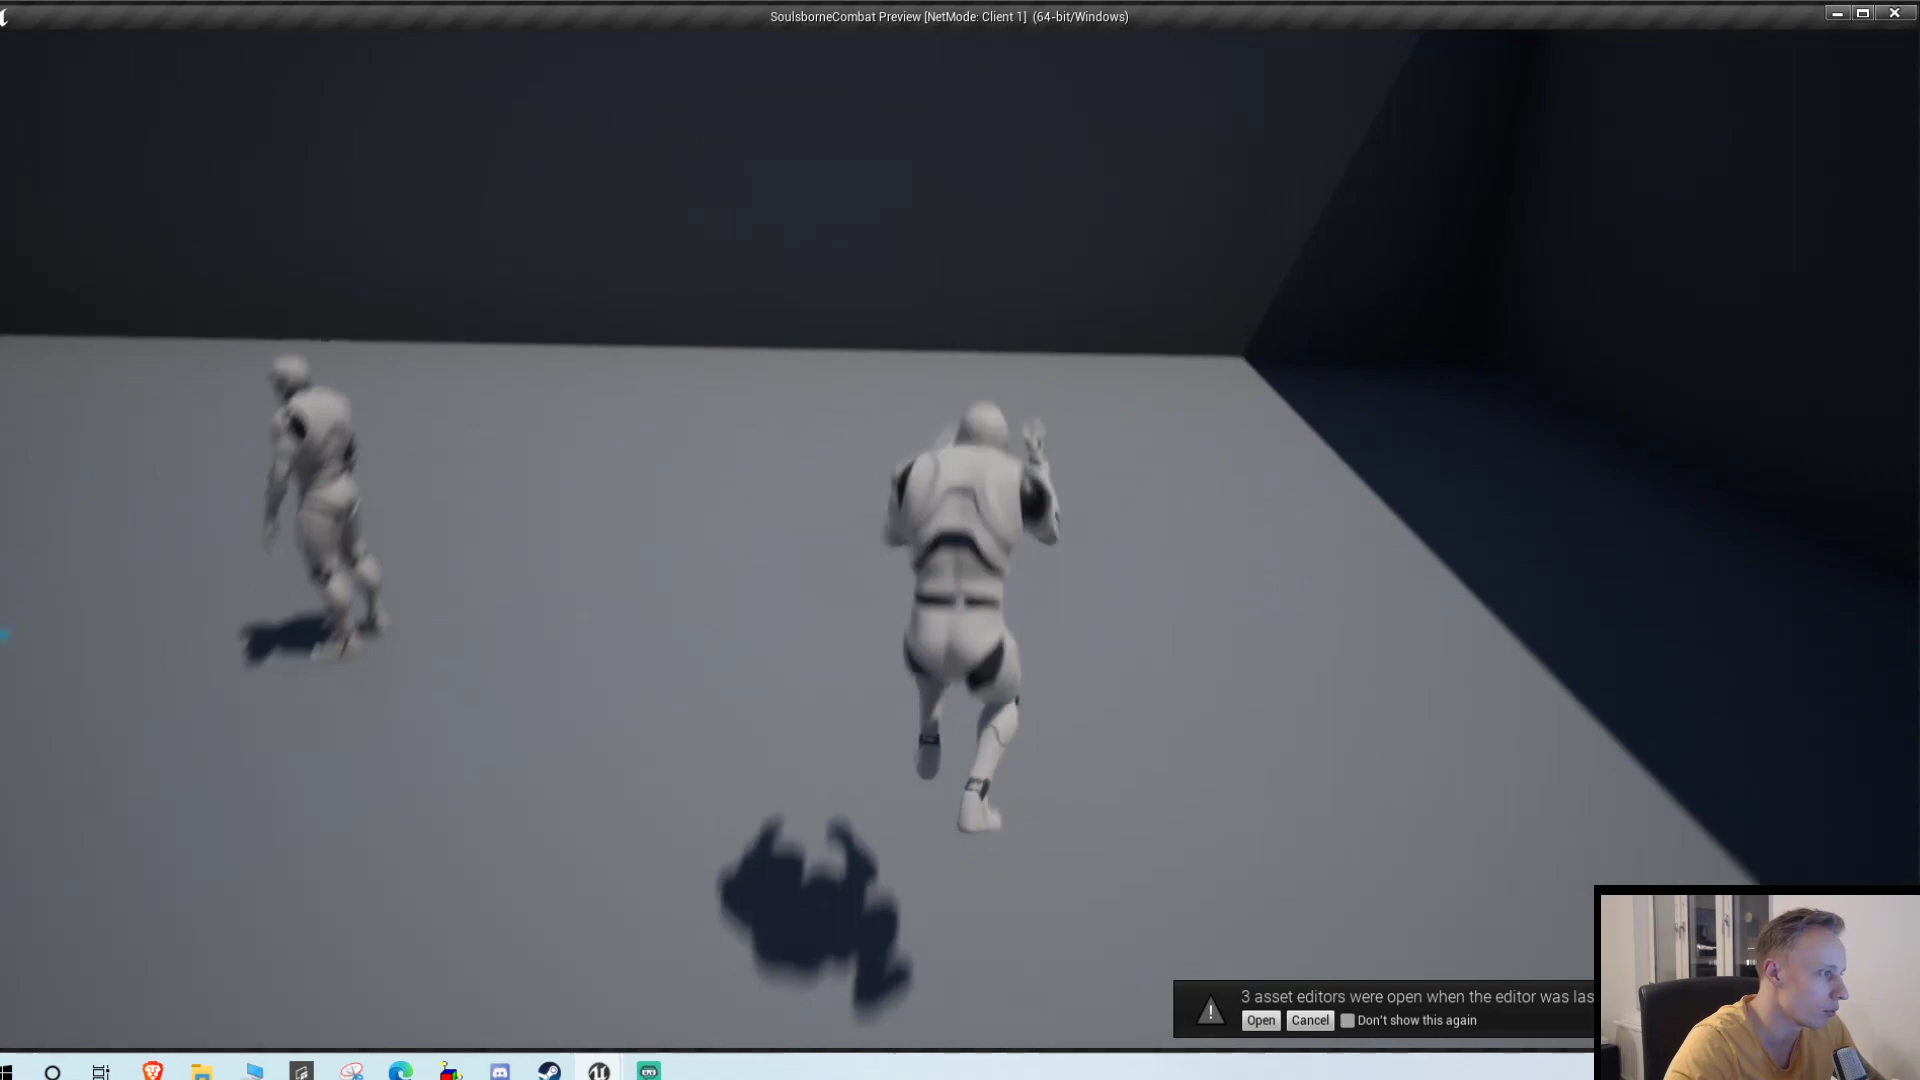 SoulsborneCombat Preview [NetMode: Client 1] (64-bit/Windows)
3 asset editors were open when the editor was las
Open Cancel Don't show this again